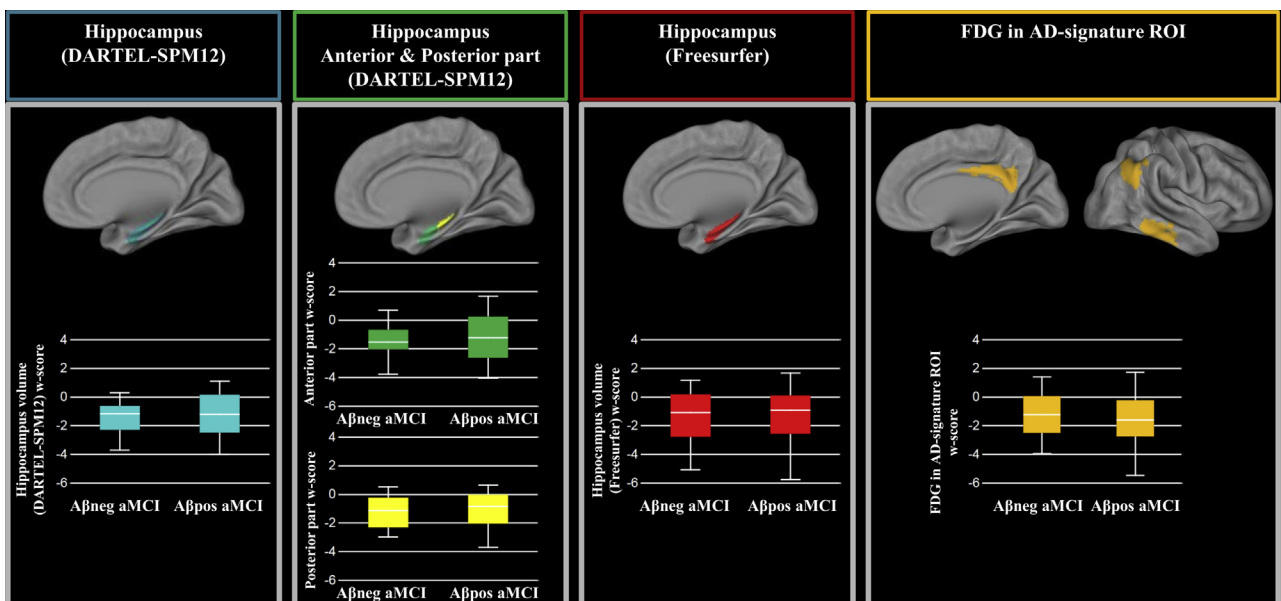 Hippocampus
(DARTEL-SPM12)
Hippocampus
Anterior & Posterior part
(DARTEL-SPM12)
Hippocampus
(Freesurfer)
FDG in AD-signature ROI
Hippocampus volume
(DARTEL-SPM12) w-score
4
2
0
-2
-4
-6
Aβneg aMCI Aβpos aMCI
Anterior part w-score
4
2
0
-2
-4
-6
Aβneg aMCI Aβpos aMCI
Posterior part w-score
4
2
0
-2
-4
-6
Aβneg aMCI Aβpos aMCI
Hippocampus volume
(Freesurfer) w-score
4
2
0
-2
-4
-6
Aβneg aMCI Aβpos aMCI
FDG in AD-signature ROI
w-score
4
2
0
-2
-4
-6
Aβneg aMCI Aβpos aMCI